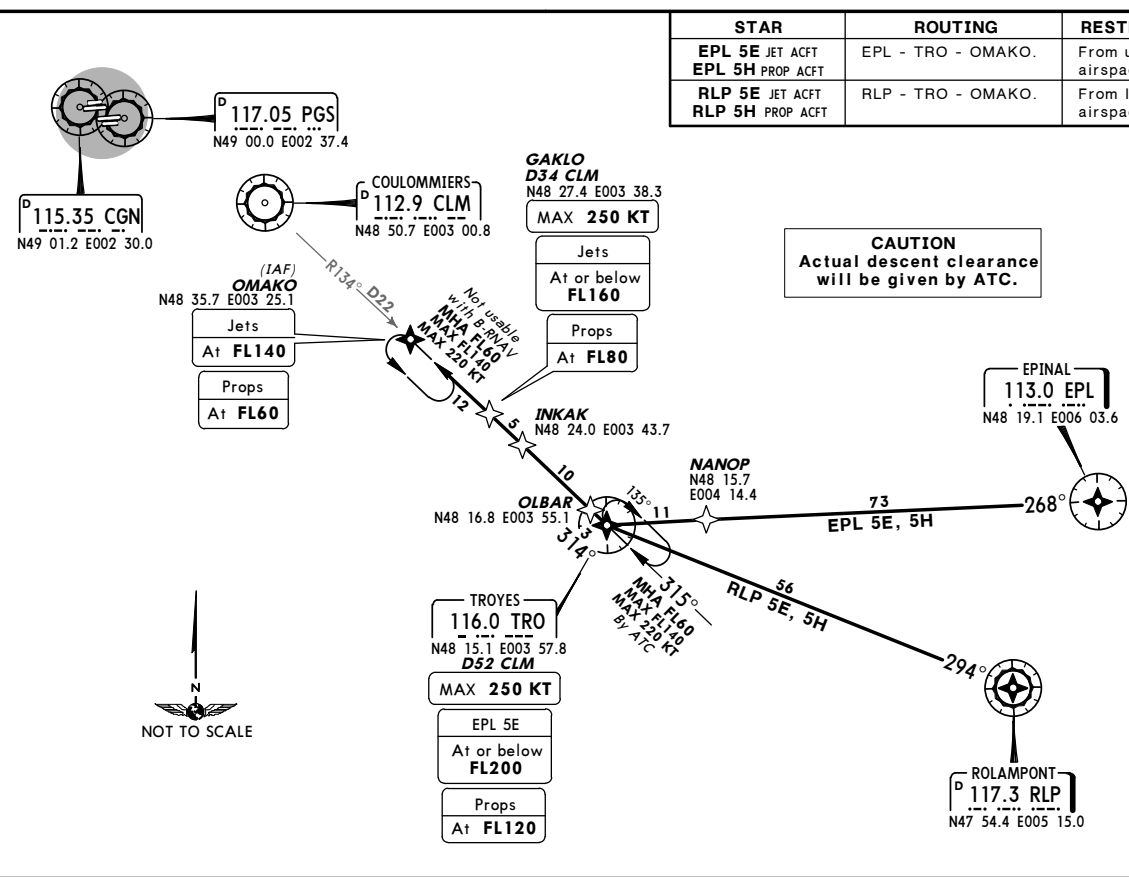 STAR ROUTING
EPL 5E JET ACFT
EPL 5H PROP ACFT
EPL - TRO - OMAKO.
RLP 5E JET ACFT
RLP 5H PROP ACFT
RLP - TRO - OMAKO.
D 117.05 PGS
N49 00.0 E002 37.4
D 115.35 CGN
N49 01.2 E002 30.0
COULOMMIERS
D 112.9 CLM
N48 50.7 E003 00.8
GAKLO
D34 CLM
N48 27.4 E003 38.3
MAX 250 KT
Jets
At or below
FL160
Props
At FL80
CAUTION
Actual descent clearance
will be given by ATC.
R134° D22
(IAF)
OMAKO
N48 35.7 E003 25.1
Jets
At FL140
Props
At FL60
Not usable
with B-RNAV
MHA FL60
MAX FL140
MAX 220 KT
12
5
INKAK
N48 24.0 E003 43.7
10
OLBAR
N48 16.8 E003 55.1
3
314°
135°
11
NANOP
N48 15.7
E004 14.4
73
EPL 5E, 5H
268°
EPINAL
113.0 EPL
N48 19.1 E006 03.6
315°
MHA FL60
MAX FL140
MAX 220 KT
By ATC
56
RLP 5E, 5H
294°
ROLAMPONT
D 117.3 RLP
N47 54.4 E005 15.0
TROYES
116.0 TRO
N48 15.1 E003 57.8
D52 CLM
MAX 250 KT
EPL 5E
At or below
FL200
Props
At FL120
N
NOT TO SCALE